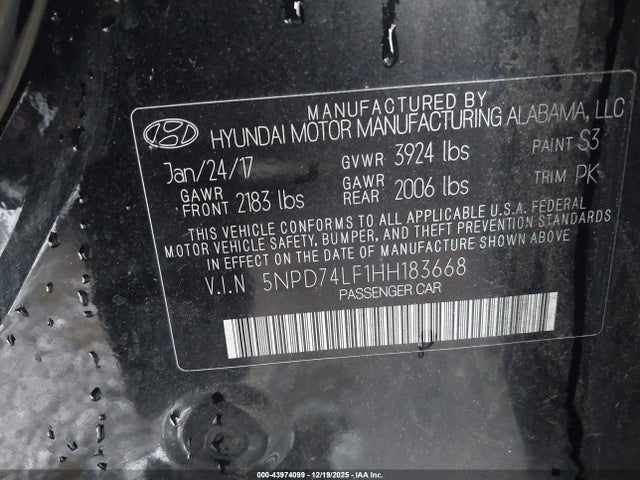 MANUFACTURED BY
HYUNDAI MOTOR MANUFACTURING ALABAMA, LLC
Jan/24/17 GVWR 3924 lbs PAINT S3
GAWR FRONT 2183 lbs GAWR REAR 2006 lbs TRIM PK
THIS VEHICLE CONFORMS TO ALL APPLICABLE U.S.A. FEDERAL
MOTOR VEHICLE SAFETY, BUMPER, AND THEFT PREVENTION STANDARDS
IN EFFECT ON THE DATE OF MANUFACTURE SHOWN ABOVE
V.I.N 5NPD74LF1HH183668
PASSENGER CAR
000-43974099 - 12/19/2025 - IAA Inc.